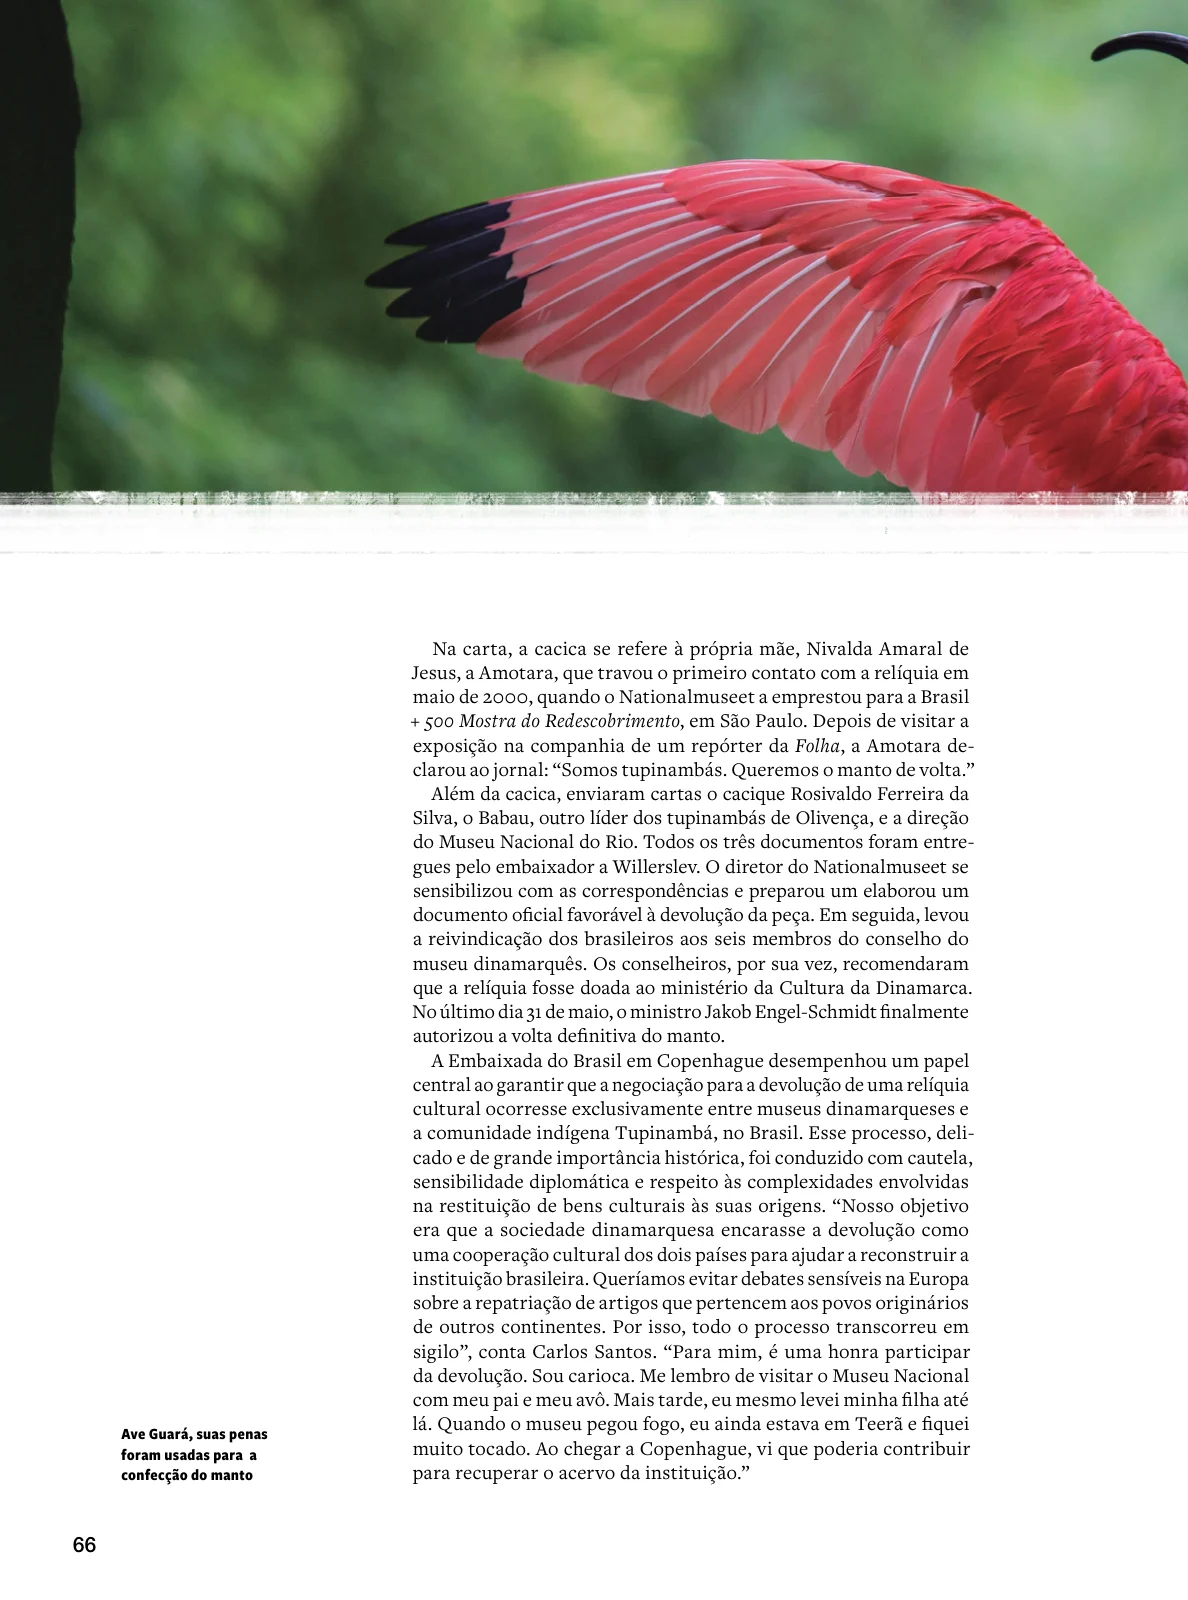 Na carta, a cacica se refere à própria mãe, Nivalda Amaral de
Jesus, a Amotara, que travou o primeiro contato com a relíquia em
maio de 2000, quando o Nationalmuseet a emprestou para a Brasil
+ 500 Mostra do Redescobrimento, em São Paulo. Depois de visitar a
exposição na companhia de um repórter da Folha, a Amotara de-
clarou ao jornal: “Somos tupinambás. Queremos o manto de volta.”
Além da cacica, enviaram cartas o cacique Rosivaldo Ferreira da
Silva, o Babau, outro líder dos tupinambás de Olivença, e a direção
do Museu Nacional do Rio. Todos os três documentos foram entre-
gues pelo embaixador a Willerslev. O diretor do Nationalmuseet se
sensibilizou com as correspondências e preparou um elaborou um
documento oficial favorável à devolução da peça. Em seguida, levou
a reivindicação dos brasileiros aos seis membros do conselho do
museu dinamarquês. Os conselheiros, por sua vez, recomendaram
que a relíquia fosse doada ao ministério da Cultura da Dinamarca.
No último dia 31 de maio, o ministro Jakob Engel-Schmidt finalmente
autorizou a volta definitiva do manto.
A Embaixada do Brasil em Copenhague desempenhou um papel
central ao garantir que a negociação para a devolução de uma relíquia
cultural ocorresse exclusivamente entre museus dinamarqueses e
a comunidade indígena Tupinambá, no Brasil. Esse processo, deli-
cado e de grande importância histórica, foi conduzido com cautela,
sensibilidade diplomática e respeito às complexidades envolvidas
na restituição de bens culturais às suas origens. “Nosso objetivo
era que a sociedade dinamarquesa encarasse a devolução como
uma cooperação cultural dos dois países para ajudar a reconstruir a
instituição brasileira. Queríamos evitar debates sensíveis na Europa
sobre a repatriação de artigos que pertencem aos povos originários
de outros continentes. Por isso, todo o processo transcorreu em
sigilo”, conta Carlos Santos. “Para mim, é uma honra participar
da devolução. Sou carioca. Me lembro de visitar o Museu Nacional
com meu pai e meu avô. Mais tarde, eu mesmo levei minha filha até
lá. Quando o museu pegou fogo, eu ainda estava em Teerã e fiquei
muito tocado. Ao chegar a Copenhague, vi que poderia contribuir
para recuperar o acervo da instituição.”
Ave Guará, suas penas
foram usadas para a
confecção do manto
66